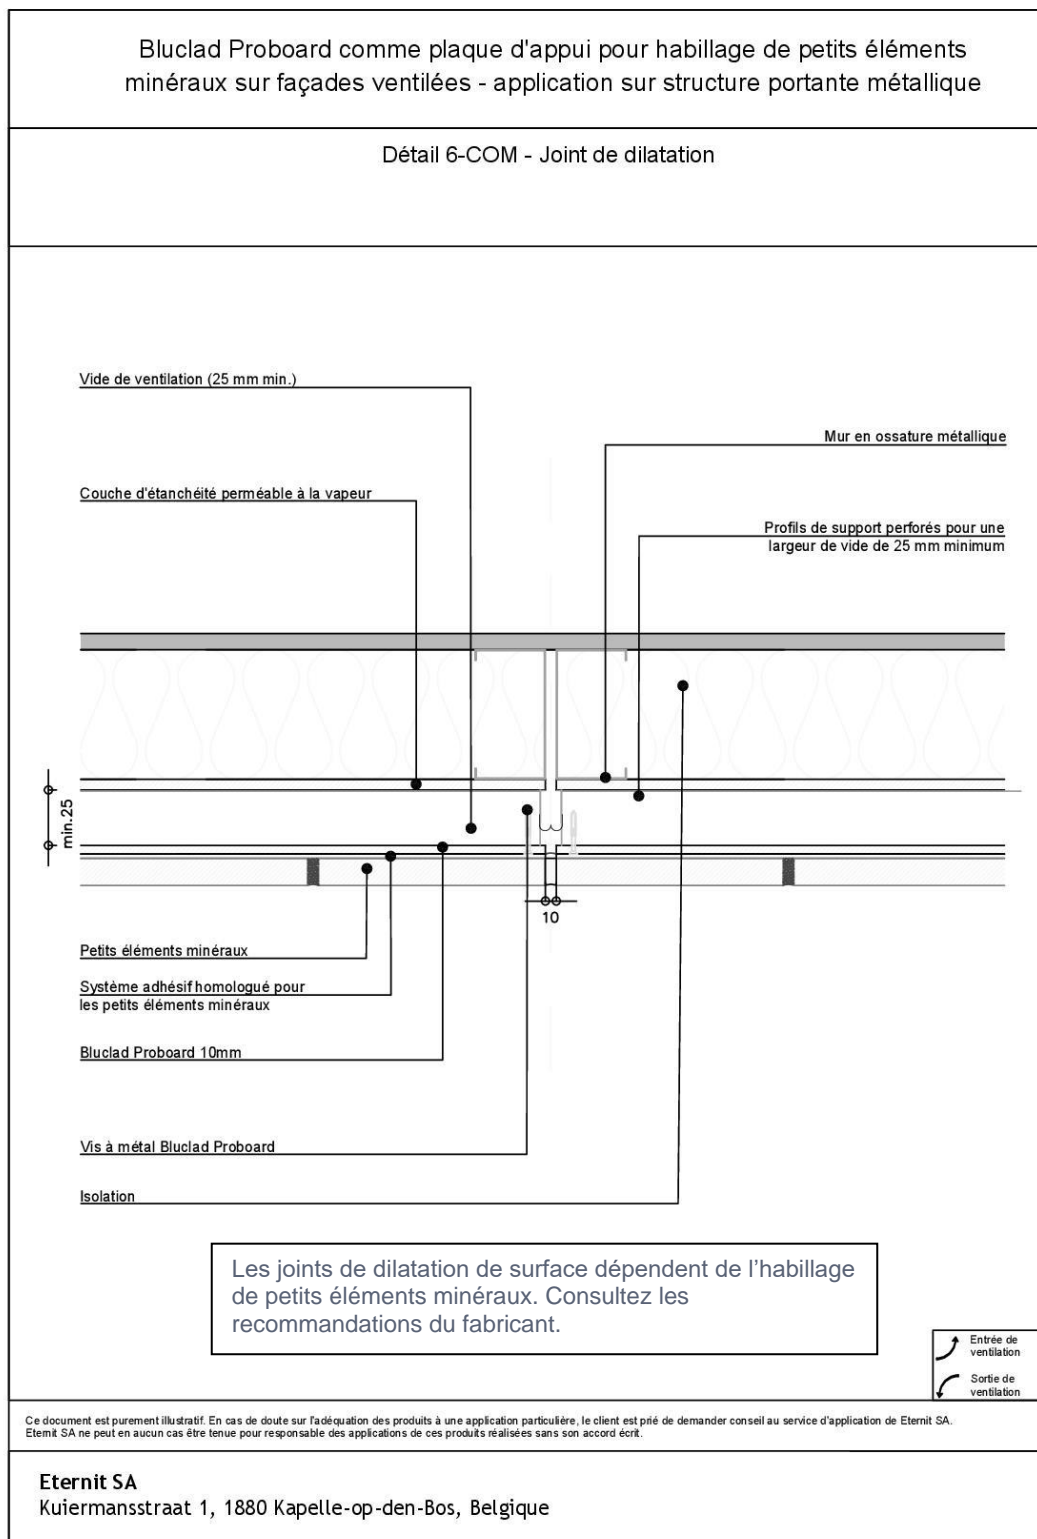 Bluclad Proboard comme plaque d'appui pour habillage de petits éléments
minéraux sur façades ventilées - application sur structure portante métallique
Détail 6-COM - Joint de dilatation
Vide de ventilation (25 mm min.)
Mur en ossature métallique
Couche d'étanchéité perméable à la vapeur
Profils de support perforés pour une
largeur de vide de 25 mm minimum
min.25
10
Petits éléments minéraux
Système adhésif homologué pour
les petits éléments minéraux
Bluclad Proboard 10mm
Vis à métal Bluclad Proboard
Isolation
Les joints de dilatation de surface dépendent de l'habillage
de petits éléments minéraux. Consultez les
recommandations du fabricant.
Entrée de
ventilation
Sortie de
ventilation
Ce document est purement illustratif. En cas de doute sur l'adéquation des produits à une application particulière, le client est prié de demander conseil au service d'application de Eternit SA.
Eternit SA ne peut en aucun cas être tenue pour responsable des applications de ces produits réalisées sans son accord écrit.
Eternit SA
Kuiermansstraat 1, 1880 Kapelle-op-den-Bos, Belgique